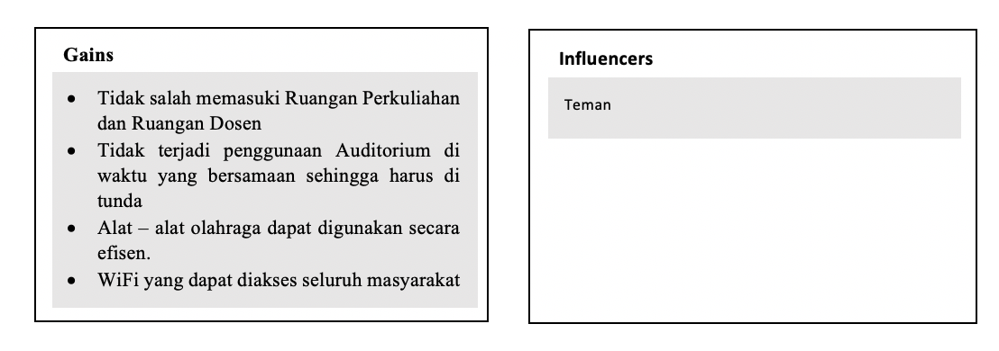 Gains
• Tidak salah memasuki Ruangan Perkuliahan
dan Ruangan Dosen
• Tidak terjadi penggunaan Auditorium di
waktu yang bersamaan sehingga harus di
tunda
• Alat – alat olahraga dapat digunakan secara
efisen.
• WiFi yang dapat diakses seluruh masyarakat
Influencers
Teman